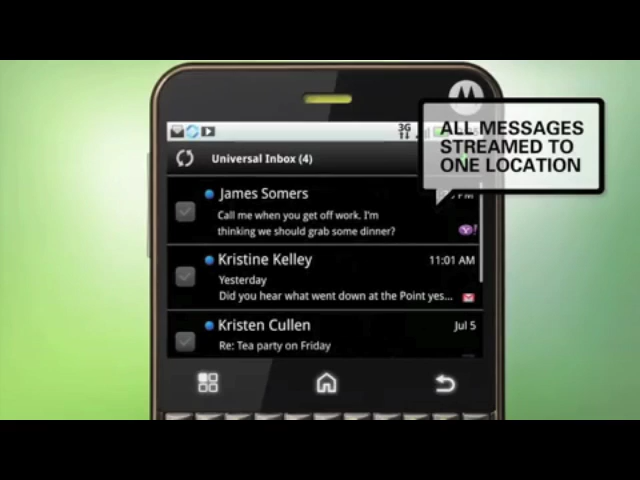 3G
ALL MESSAGES
STREAMED TO
ONE LOCATION
Universal Inbox (4)
James Somers
PM
Call me when you get off work. I'm
thinking we should grab some dinner?
Y!
Kristine Kelley
11:01 AM
Yesterday
Did you hear what went down at the Point yes...
Kristen Cullen
Jul 5
Re: Tea party on Friday